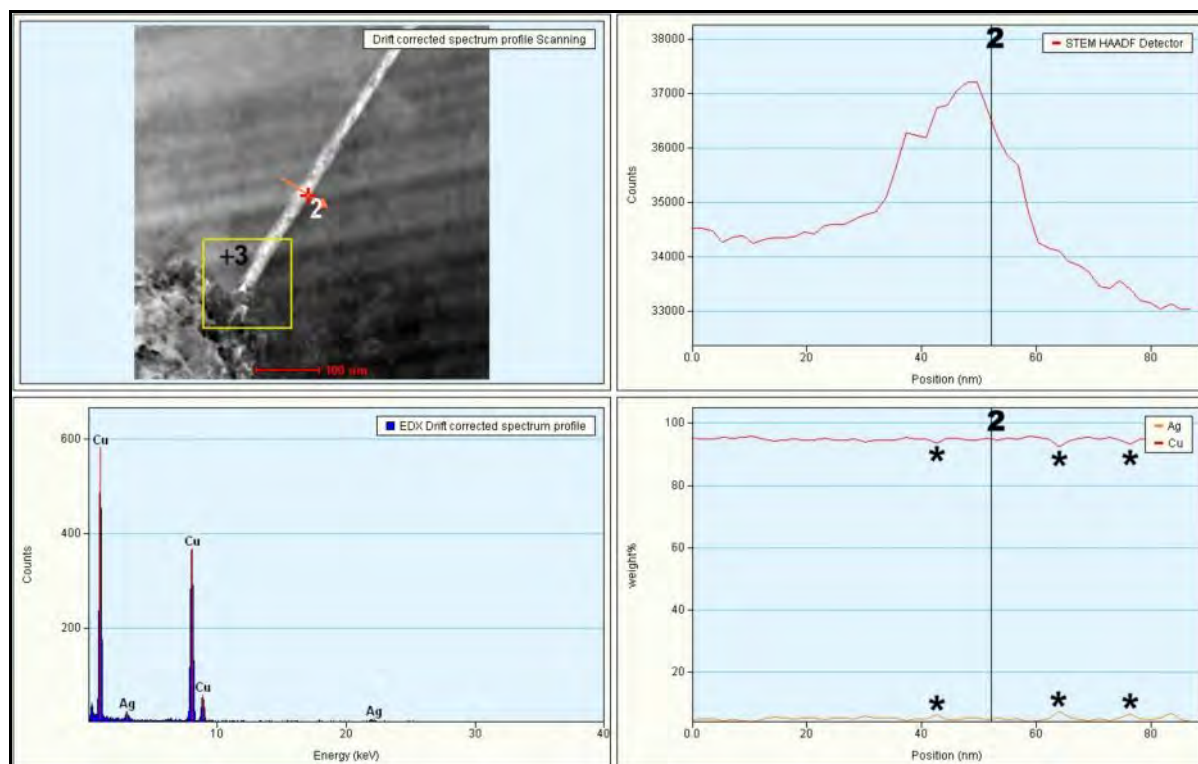 Drift corrected spectrum profile Scanning
2
+3
100 nm
2
STEM HAADF Detector
38000
37000
36000
35000
34000
33000
Counts
0.0
20
40
60
80
Position (nm)
EDX Drift corrected spectrum profile
600
400
200
Counts
Cu
Ag
Cu
Cu
Ag
10
20
30
40
Energy (keV)
2
Ag
Cu
100
80
60
40
20
weight%
* * *
* * *
0.0
20
40
60
80
Position (nm)